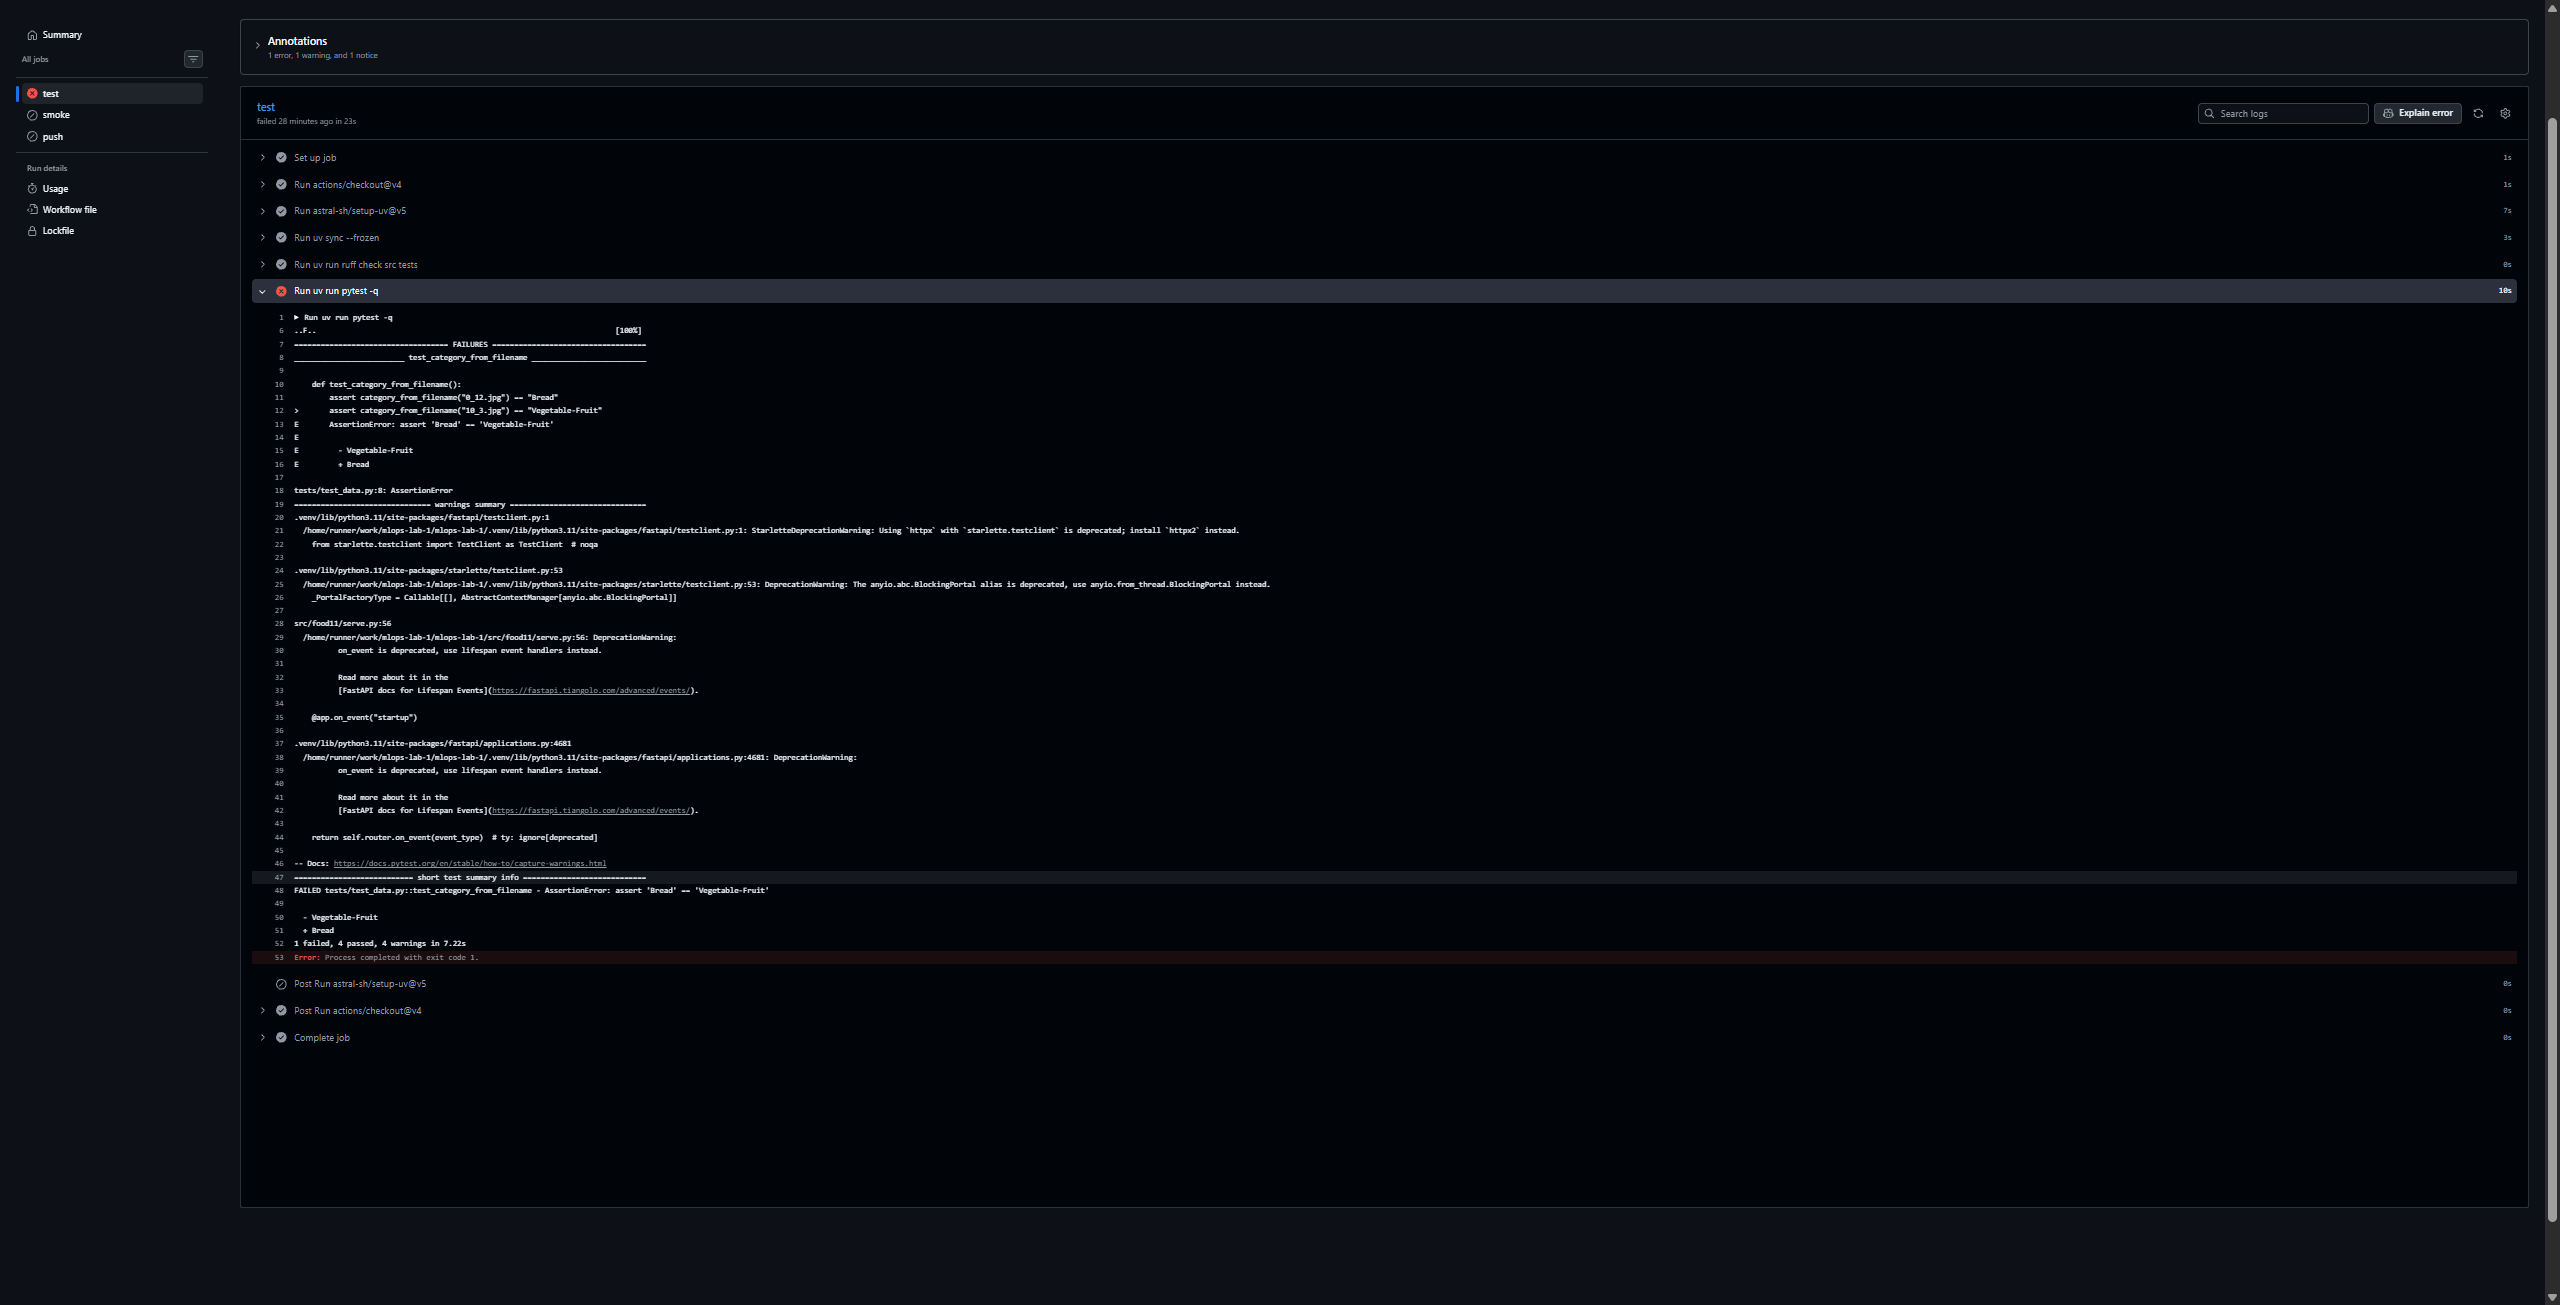 Summary
All jobs
test
smoke
push
Run details
Usage
Workflow file
Lockfile
Annotations
1 error, 1 warning, and 1 notice
test
failed 28 minutes ago in 23s
Search logs
Explain error
Set up job 1s
Run actions/checkout@v4 1s
Run astral-sh/setup-uv@v5 7s
Run uv sync --frozen 3s
Run uv run ruff check src tests 0s
Run uv run pytest -q 10s
1 ▶ Run uv run pytest -q
6 ..F.. [100%]
7 =================================== FAILURES ===================================
8 _________________________ test_category_from_filename __________________________
9
10 def test_category_from_filename():
11 assert category_from_filename("0_12.jpg") == "Bread"
12 > assert category_from_filename("10_3.jpg") == "Vegetable-Fruit"
13 E AssertionError: assert 'Bread' == 'Vegetable-Fruit'
14 E
15 E - Vegetable-Fruit
16 E + Bread
17
18 tests/test_data.py:8: AssertionError
19 =============================== warnings summary ===============================
20 .venv/lib/python3.11/site-packages/fastapi/testclient.py:1
21 /home/runner/work/mlops-lab-1/mlops-lab-1/.venv/lib/python3.11/site-packages/fastapi/testclient.py:1: StarletteDeprecationWarning: Using `httpx` with `starlette.testclient` is deprecated; install `httpx2` instead.
22 from starlette.testclient import TestClient as TestClient # noqa
23
24 .venv/lib/python3.11/site-packages/starlette/testclient.py:53
25 /home/runner/work/mlops-lab-1/mlops-lab-1/.venv/lib/python3.11/site-packages/starlette/testclient.py:53: DeprecationWarning: The anyio.abc.BlockingPortal alias is deprecated, use anyio.from_thread.BlockingPortal instead.
26 _PortalFactoryType = Callable[[], AbstractContextManager[anyio.abc.BlockingPortal]]
27
28 src/food11/serve.py:56
29 /home/runner/work/mlops-lab-1/mlops-lab-1/src/food11/serve.py:56: DeprecationWarning:
30 on_event is deprecated, use lifespan event handlers instead.
31
32 Read more about it in the
33 [FastAPI docs for Lifespan Events](https://fastapi.tiangolo.com/advanced/events/).
34
35 @app.on_event("startup")
36
37 .venv/lib/python3.11/site-packages/fastapi/applications.py:4681
38 /home/runner/work/mlops-lab-1/mlops-lab-1/.venv/lib/python3.11/site-packages/fastapi/applications.py:4681: DeprecationWarning:
39 on_event is deprecated, use lifespan event handlers instead.
40
41 Read more about it in the
42 [FastAPI docs for Lifespan Events](https://fastapi.tiangolo.com/advanced/events/).
43
44 return self.router.on_event(event_type) # ty: ignore[deprecated]
45
46 -- Docs: https://docs.pytest.org/en/stable/how-to/capture-warnings.html
47 =========================== short test summary info ============================
48 FAILED tests/test_data.py::test_category_from_filename - AssertionError: assert 'Bread' == 'Vegetable-Fruit'
49
50 - Vegetable-Fruit
51 + Bread
52 1 failed, 4 passed, 4 warnings in 7.22s
53 Error: Process completed with exit code 1.
Post Run astral-sh/setup-uv@v5 0s
Post Run actions/checkout@v4 0s
Complete job 0s